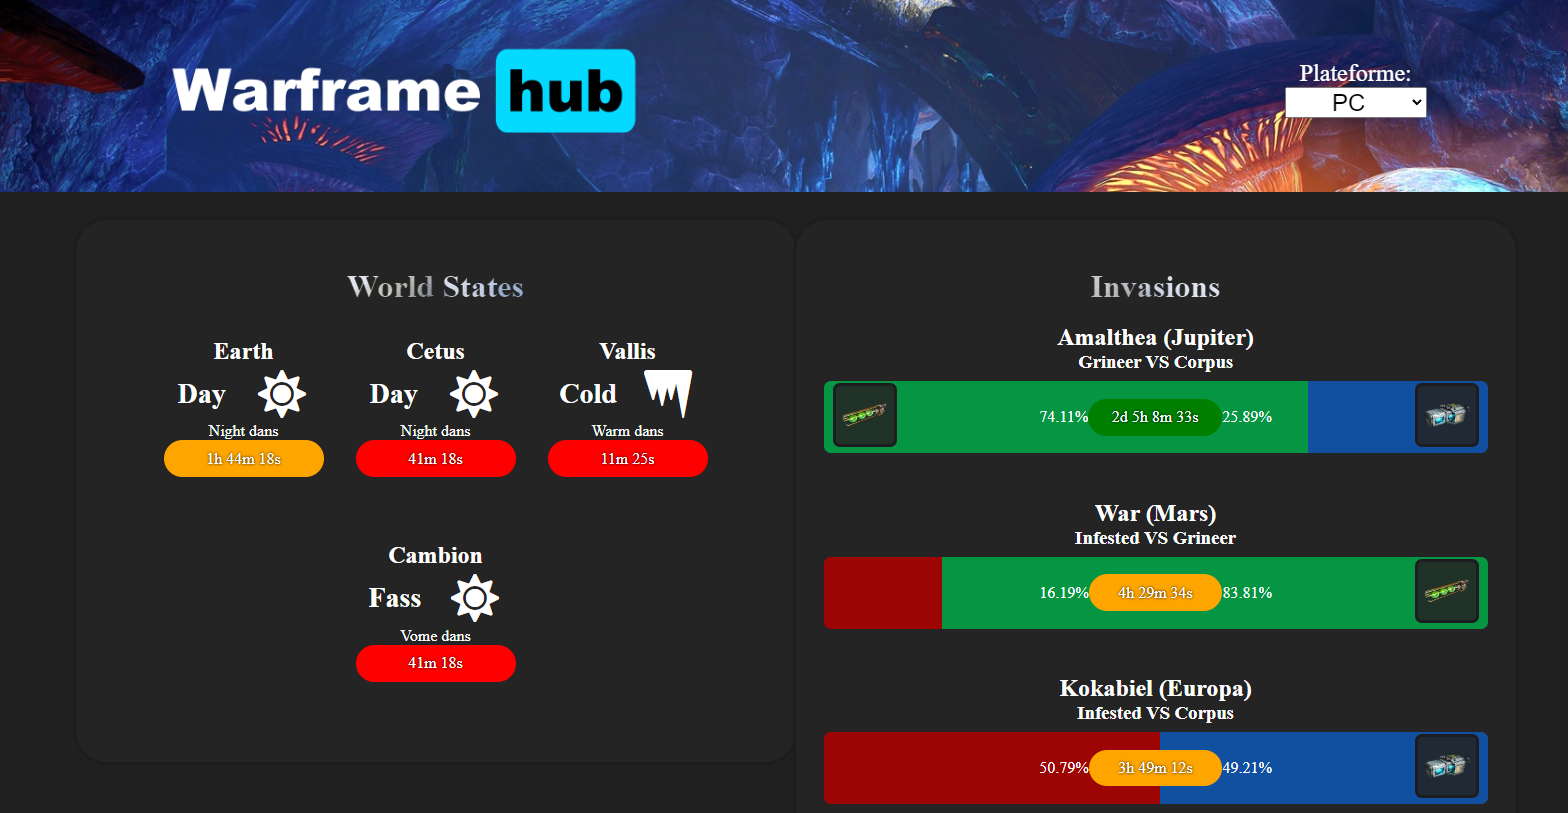 Warframe hub
Plateforme:
PC
World States
Earth
Day
Night dans
1h 44m 18s
Cetus
Day
Night dans
41m 18s
Vallis
Cold
Warm dans
11m 25s
Cambion
Fass
Vome dans
41m 18s
Invasions
Amalthea (Jupiter)
Grineer VS Corpus
74.11% 2d 5h 8m 33s 25.89%
War (Mars)
Infested VS Grineer
16.19% 4h 29m 34s 83.81%
Kokabiel (Europa)
Infested VS Corpus
50.79% 3h 49m 12s 49.21%